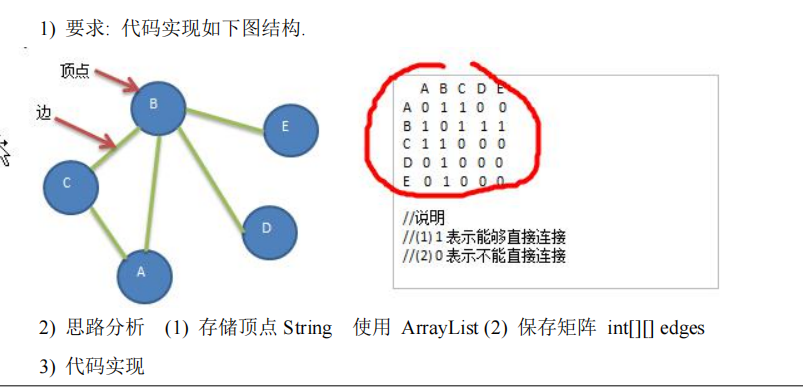 1) 要求: 代码实现如下图结构.
顶点
边
B
E
C
D
A
A B C D E
A 0 1 1 0 0
B 1 0 1 1 1
C 1 1 0 0 0
D 0 1 0 0 0
E 0 1 0 0 0
//说明
//(1) 1 表示能够直接连接
//(2) 0 表示不能直接连接
2) 思路分析 (1) 存储顶点 String 使用 ArrayList (2) 保存矩阵 int[][] edges
3) 代码实现